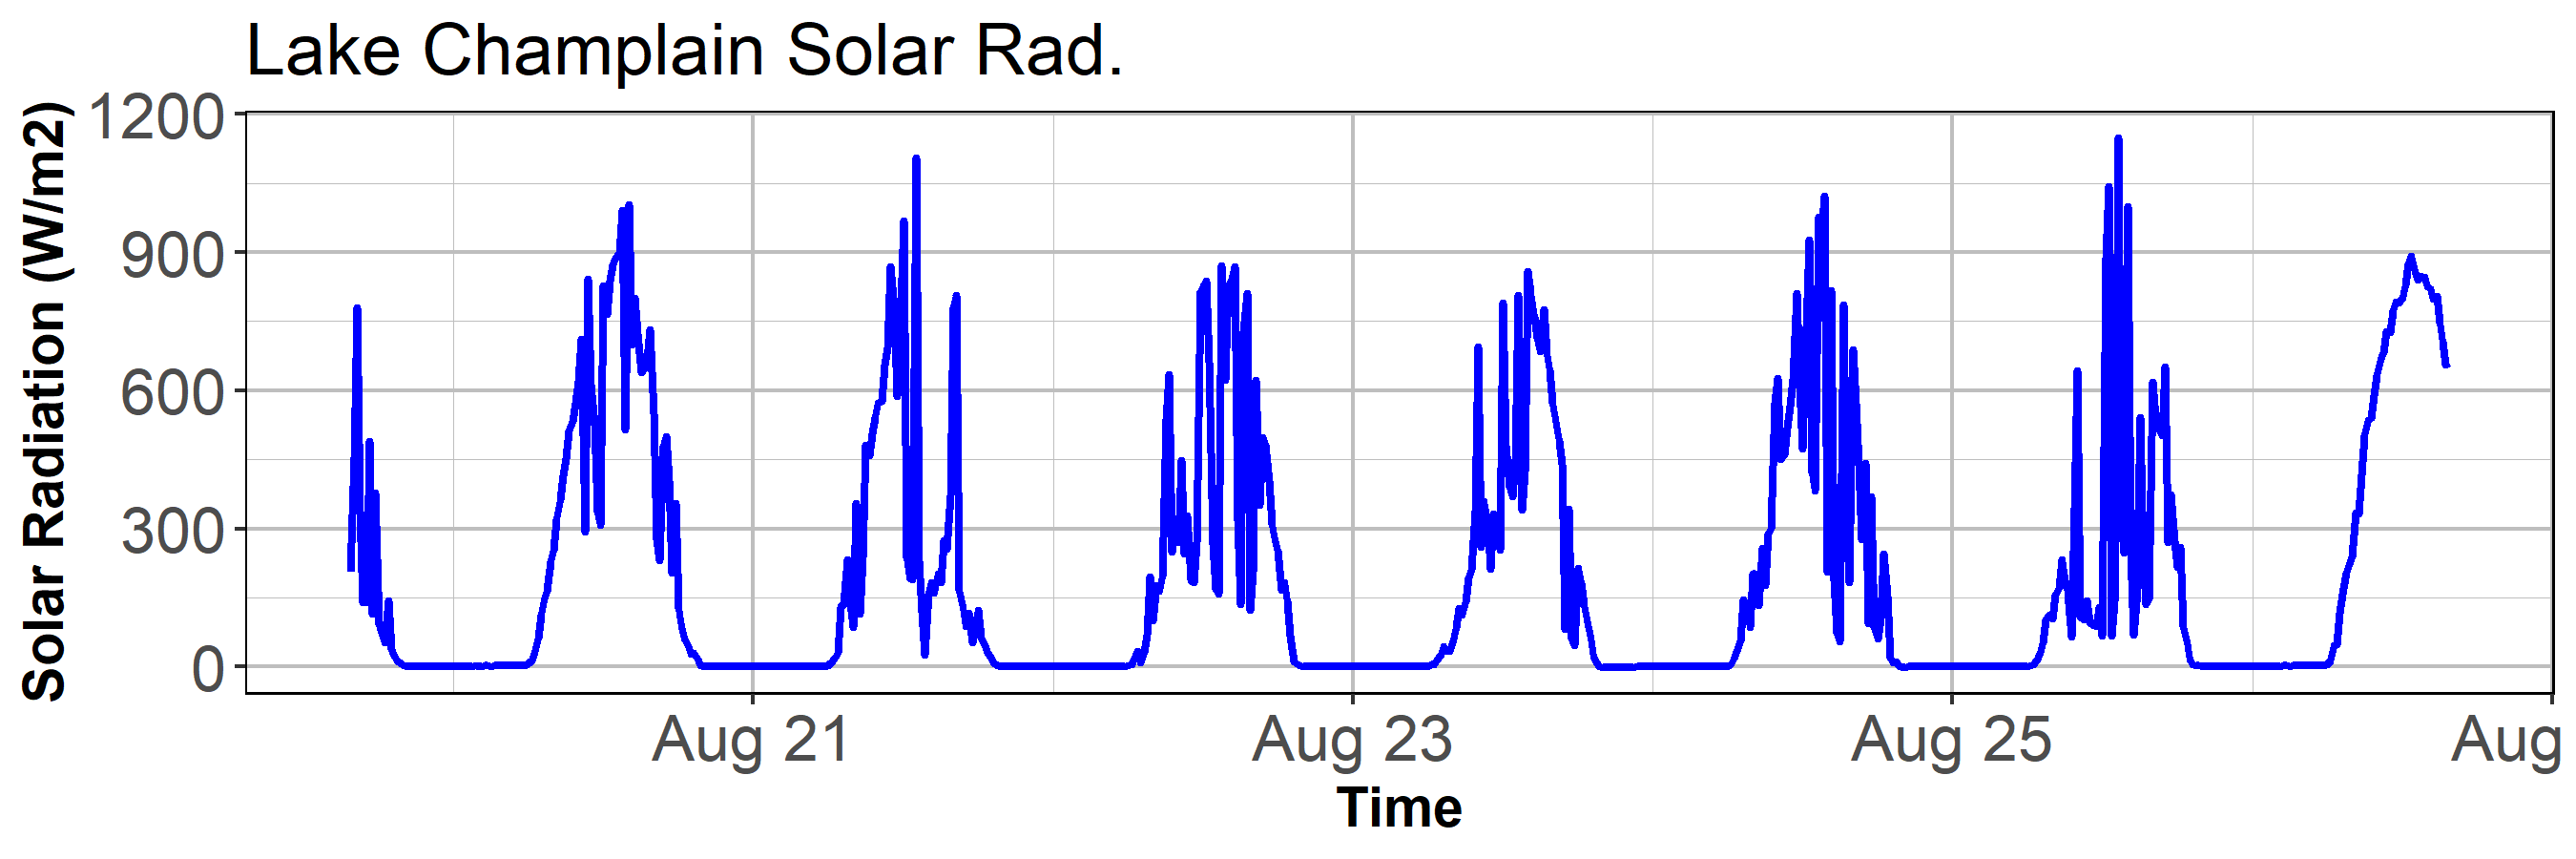 Lake Champlain Solar Rad.
Solar Radiation (W/m2)
1200
900
600
300
0
Aug 21
Aug 23
Aug 25
Aug
Time